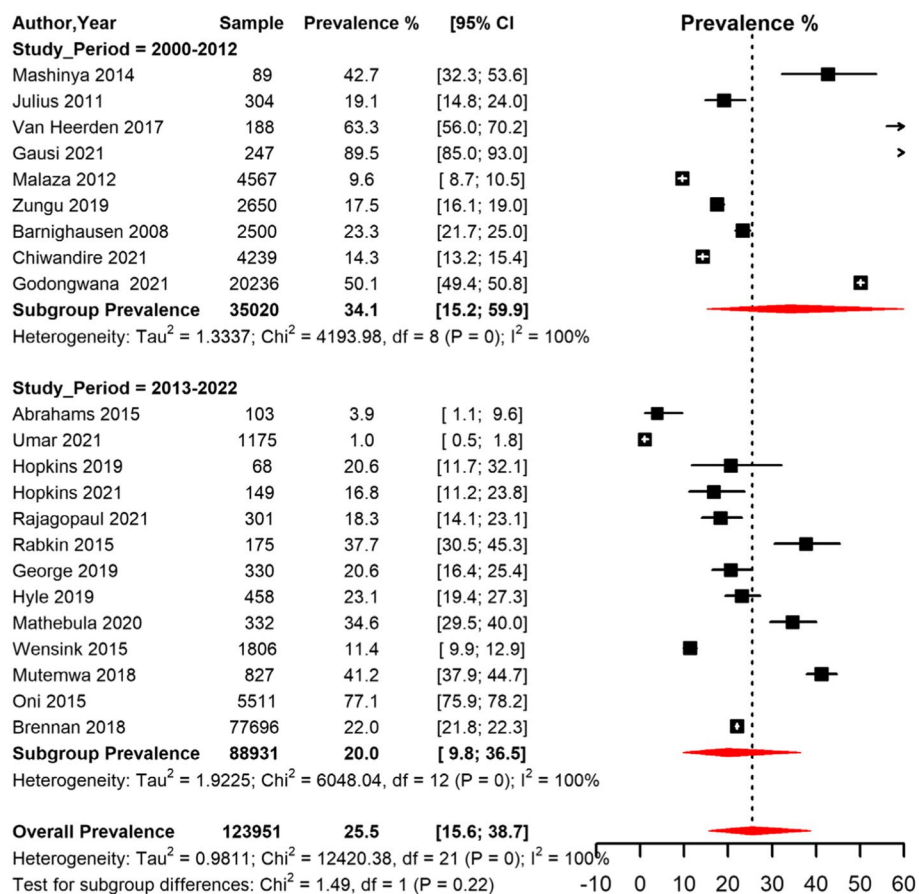 Author,Year Sample Prevalence % [95% CI Prevalence %
Study_Period = 2000-2012
Mashinya 2014 89 42.7 [32.3; 53.6]
Julius 2011 304 19.1 [14.8; 24.0]
Van Heerden 2017 188 63.3 [56.0; 70.2]
Gausi 2021 247 89.5 [85.0; 93.0]
Malaza 2012 4567 9.6 [ 8.7; 10.5]
Zungu 2019 2650 17.5 [16.1; 19.0]
Barnighausen 2008 2500 23.3 [21.7; 25.0]
Chiwandire 2021 4239 14.3 [13.2; 15.4]
Godongwana 2021 20236 50.1 [49.4; 50.8]
Subgroup Prevalence 35020 34.1 [15.2; 59.9]
Heterogeneity: Tau² = 1.3337; Chi² = 4193.98, df = 8 (P = 0); I² = 100%
Study_Period = 2013-2022
Abrahams 2015 103 3.9 [ 1.1; 9.6]
Umar 2021 1175 1.0 [ 0.5; 1.8]
Hopkins 2019 68 20.6 [11.7; 32.1]
Hopkins 2021 149 16.8 [11.2; 23.8]
Rajagopaul 2021 301 18.3 [14.1; 23.1]
Rabkin 2015 175 37.7 [30.5; 45.3]
George 2019 330 20.6 [16.4; 25.4]
Hyle 2019 458 23.1 [19.4; 27.3]
Mathebula 2020 332 34.6 [29.5; 40.0]
Wensink 2015 1806 11.4 [ 9.9; 12.9]
Mutemwa 2018 827 41.2 [37.9; 44.7]
Oni 2015 5511 77.1 [75.9; 78.2]
Brennan 2018 77696 22.0 [21.8; 22.3]
Subgroup Prevalence 88931 20.0 [ 9.8; 36.5]
Heterogeneity: Tau² = 1.9225; Chi² = 6048.04, df = 12 (P = 0); I² = 100%
Overall Prevalence 123951 25.5 [15.6; 38.7]
Heterogeneity: Tau² = 0.9811; Chi² = 12420.38, df = 21 (P = 0); I² = 100%
Test for subgroup differences: Chi² = 1.49, df = 1 (P = 0.22)
-10 0 10 20 30 40 50 60